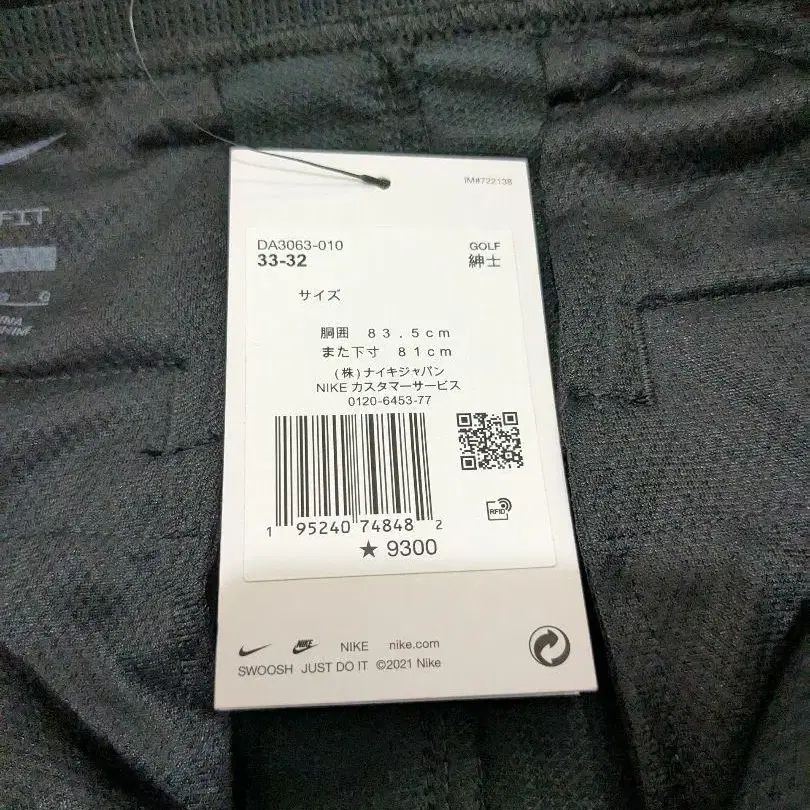 IM#722138
DA3063-010
GOLF
33-32
紳士
サイズ
胴囲 83.5cm
また下寸 81cm
(株)ナイキジャパン
NIKE カスタマーサービス
0120-6453-77
RFID
1 95240 74848 2
★ 9300
NIKE NIKE nike.com
SWOOSH JUST DO IT ©2021 Nike
FIT